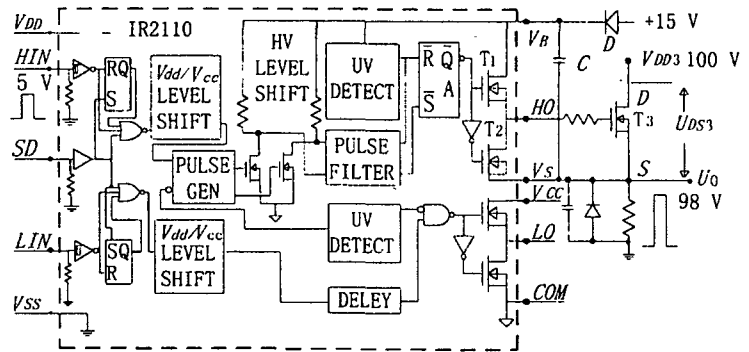 VDD
IR2110
HIN
5 V
SD
LIN
VSS
RQ
S
Vdd/Vcc
LEVEL
SHIFT
HV
LEVEL
SHIFT
UV
DETECT
R̅ Q̅
A
S̅
PULSE
GEN
PULSE
FILTER
T1
T2
SQ
R
Vdd/Vcc
LEVEL
SHIFT
UV
DETECT
DELEY
VB
D
+15 V
C
VDD3 100 V
HO
D
T3
UDS3
VS
S
U0
98 V
VCC
LO
COM